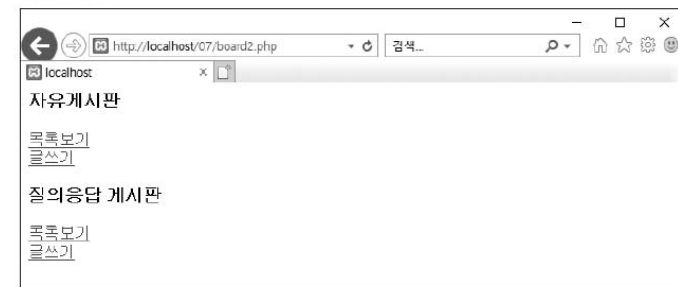 http://localhost/07/board2.php
검색...
localhost
자유게시판
목록보기
글쓰기
질의응답 게시판
목록보기
글쓰기